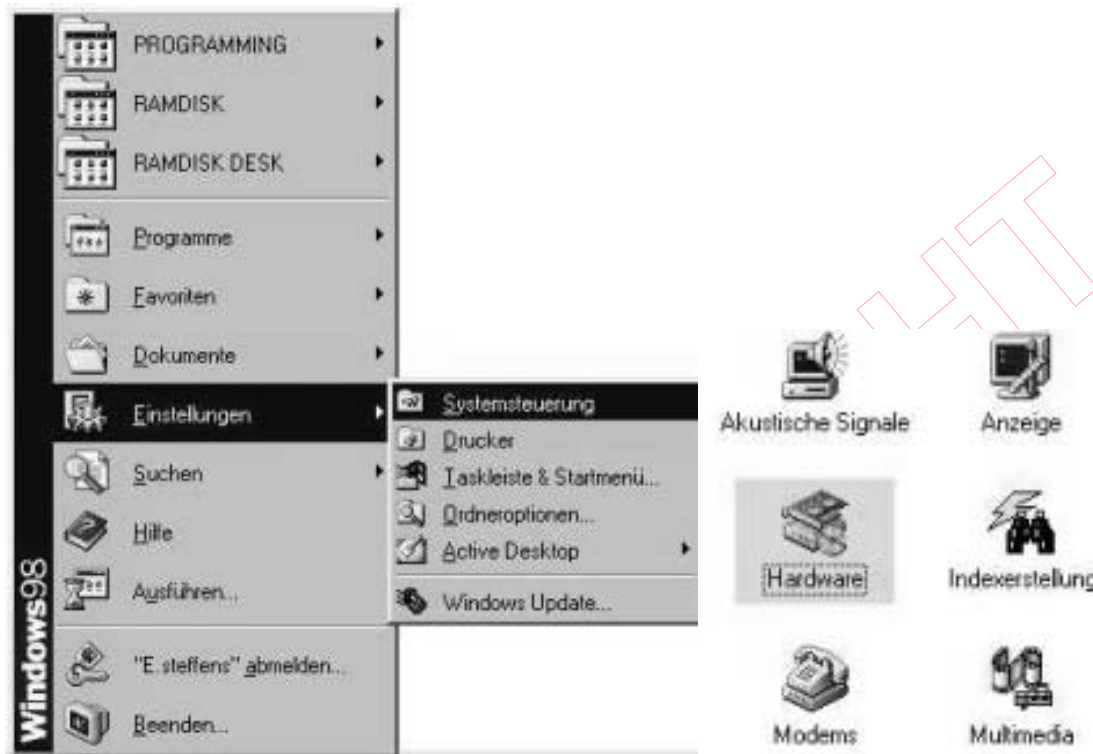 PROGRAMMING
RAMDISK
RAMDISK DESK
Programme
Favoriten
Dokumente
Einstellungen
Suchen
Hilfe
Ausführen...
"E.steffens" abmelden...
Beenden...
Windows98
Systemsteuerung
Drucker
Taskleiste & Startmenü...
Ordneroptionen...
Active Desktop
Windows Update...
Akustische Signale
Anzeige
Hardware
Indexerstellung
Modems
Multimedia
HT